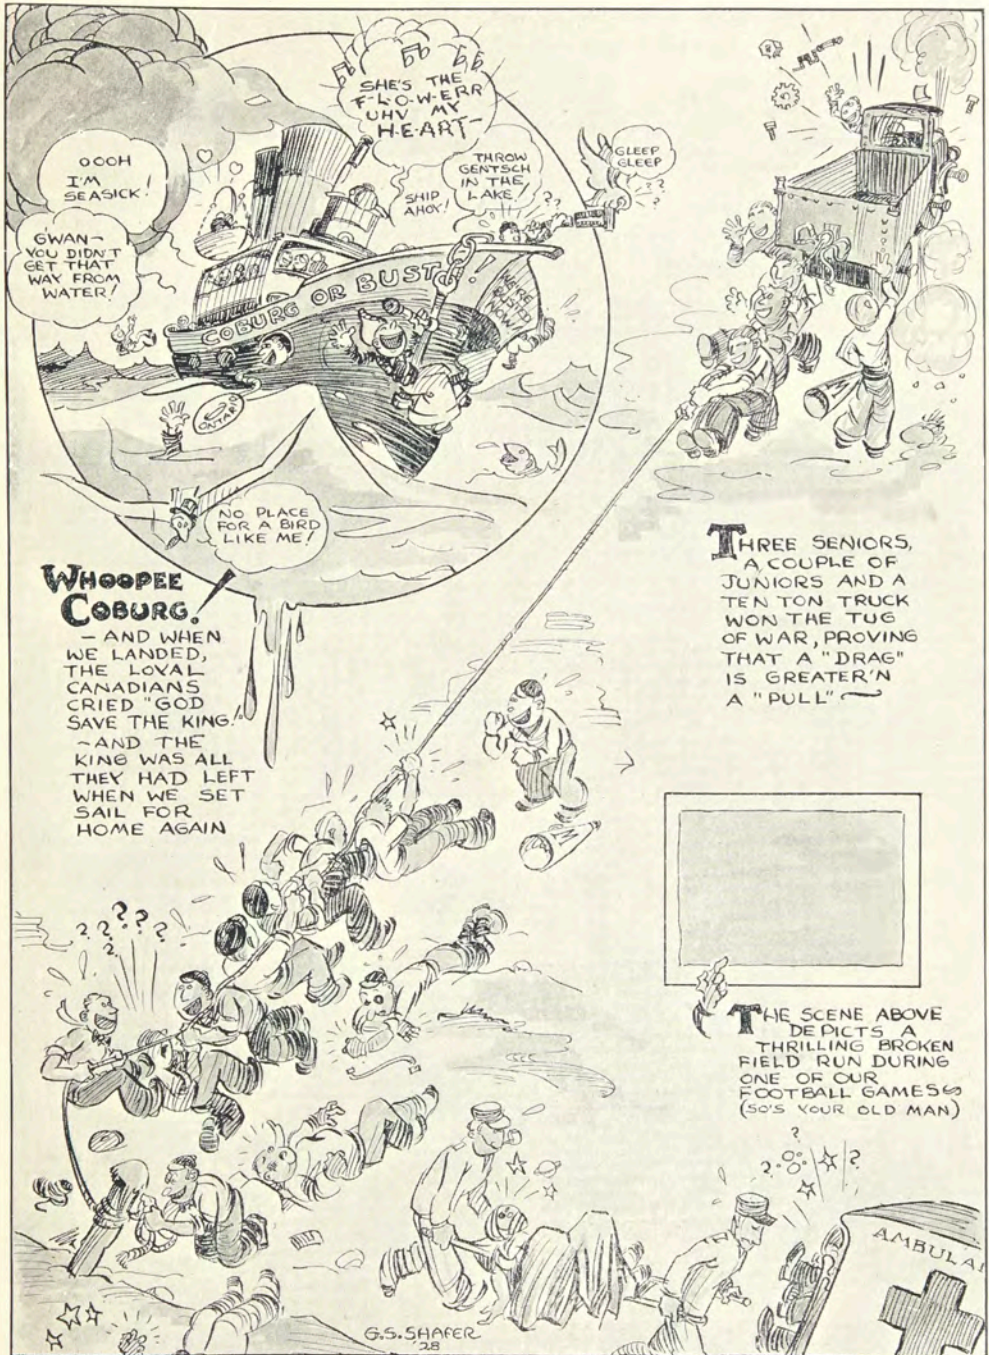 SHE'S THE
F-L-O-W-ERR
UHV MY
H-E-ART-
OOOH
I'M
SEASICK!
GWAN-
YOU DIDN'T
GET THAT
WAY FROM
WATER!
SHIP
AHOY!
THROW
GENTSCH
IN THE
LAKE!
??
GLEEP
GLEEP
???
COBURG OR BUST!
WE'RE
BUSTED
NOW
ONTARIO
NO PLACE
FOR A BIRD
LIKE ME!
WHOOPEE
COBURG!
- AND WHEN
WE LANDED,
THE LOYAL
CANADIANS
CRIED "GOD
SAVE THE KING!"
-AND THE
KING WAS ALL
THEY HAD LEFT
WHEN WE SET
SAIL FOR
HOME AGAIN
THREE SENIORS,
A COUPLE OF
JUNIORS AND A
TEN TON TRUCK
WON THE TUG
OF WAR, PROVING
THAT A "DRAG"
IS GREATER'N
A "PULL"
? ? ? ? ? ?
THE SCENE ABOVE
DEPICTS A
THRILLING BROKEN
FIELD RUN DURING
ONE OF OUR
FOOTBALL GAMES
(SO'S YOUR OLD MAN)
? ? ?
AMBULA
G.S. SHAFER
'28